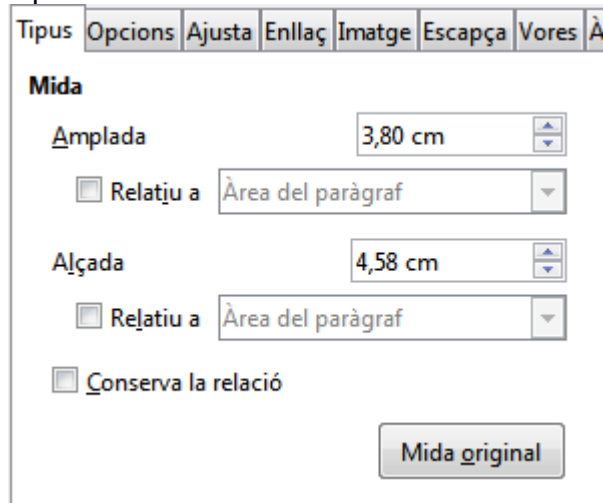 Tipus Opcions Ajusta Enllaç Imatge Escapça Vores
Mida
Amplada 3,80 cm
Relatiu a Àrea del paràgraf
Alçada 4,58 cm
Relatiu a Àrea del paràgraf
Conserva la relació
Mida original